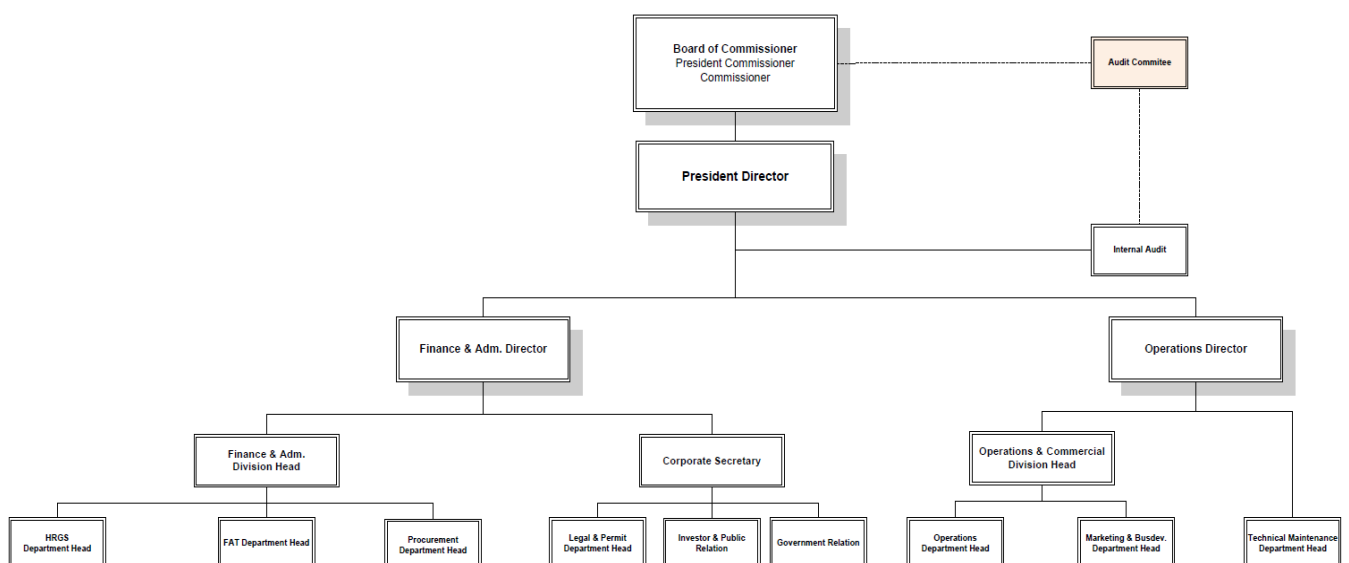 Board of Commissioner
President Commissioner
Commissioner
Audit Commitee
President Director
Internal Audit
Finance & Adm. Director
Operations Director
Finance & Adm.
Division Head
Corporate Secretary
Operations & Commercial
Division Head
HRGS
Department Head
FAT Department Head
Procurement
Department Head
Legal & Permit
Department Head
Investor & Public
Relation
Government Relation
Operations
Department Head
Marketing & Busdev.
Department Head
Technical Maintenance
Department Head